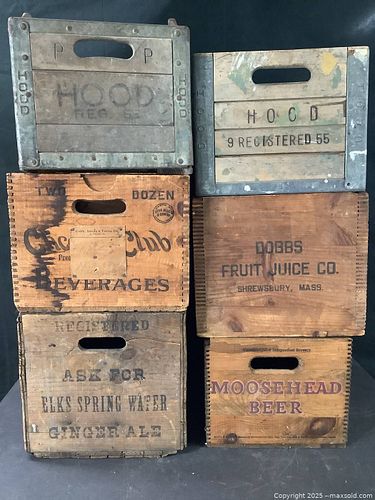 P P
HOOD
HOOD
HOOD
REG
HOOD
9 REGISTERED 55
TWO DOZEN
Club
BEVERAGES
DOBBS
FRUIT JUICE CO.
SHREWSBURY, MASS.
REGISTERED
ASK FOR
ELKS SPRING WATER
GINGER ALE
MOOSEHEAD
BEER
Copyright 2025 - maxsold.com